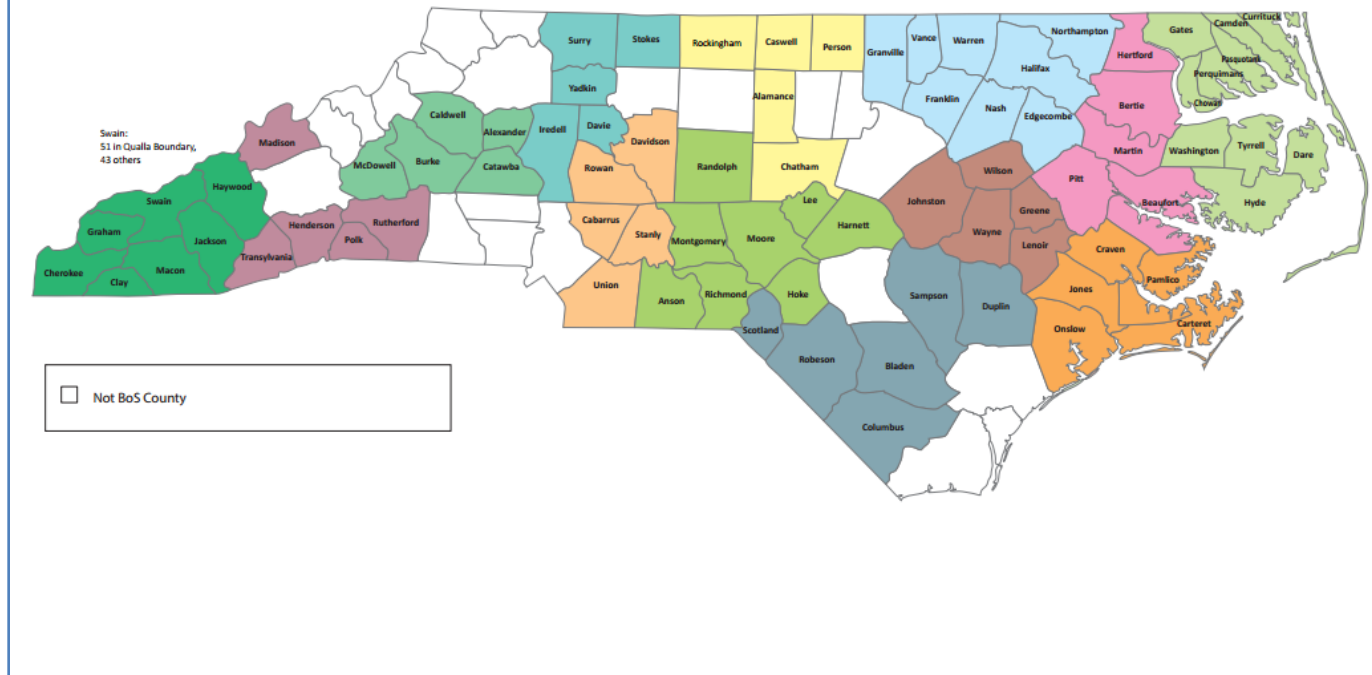 Currituck
Camden
Gates
Surry
Stokes
Rockingham
Caswell
Person
Granville
Vance
Warren
Northampton
Hertford
Pasquotank
Perquimans
Chowan
Halifax
Yadkin
Alamance
Franklin
Nash
Edgecombe
Bertie
Caldwell
Alexander
Iredell
Davie
Davidson
Swain:
51 in Qualla Boundary,
43 others
Madison
McDowell
Burke
Catawba
Rowan
Randolph
Chatham
Martin
Washington
Tyrrell
Dare
Haywood
Swain
Wilson
Pitt
Johnston
Greene
Beaufort
Hyde
Lee
Harnett
Graham
Jackson
Henderson
Rutherford
Polk
Cabarrus
Stanly
Montgomery
Moore
Wayne
Lenoir
Craven
Cherokee
Macon
Clay
Transylvania
Union
Anson
Richmond
Hoke
Sampson
Duplin
Jones
Pamlico
Scotland
Onslow
Carteret
Robeson
Bladen
Columbus
Not BoS County